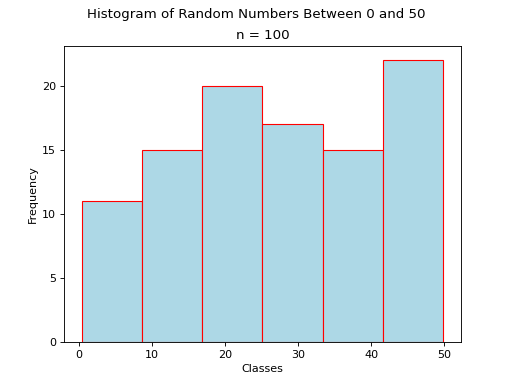 Histogram of Random Numbers Between 0 and 50
n = 100
Frequency
20
15
10
5
0
0 10 20 30 40 50
Classes